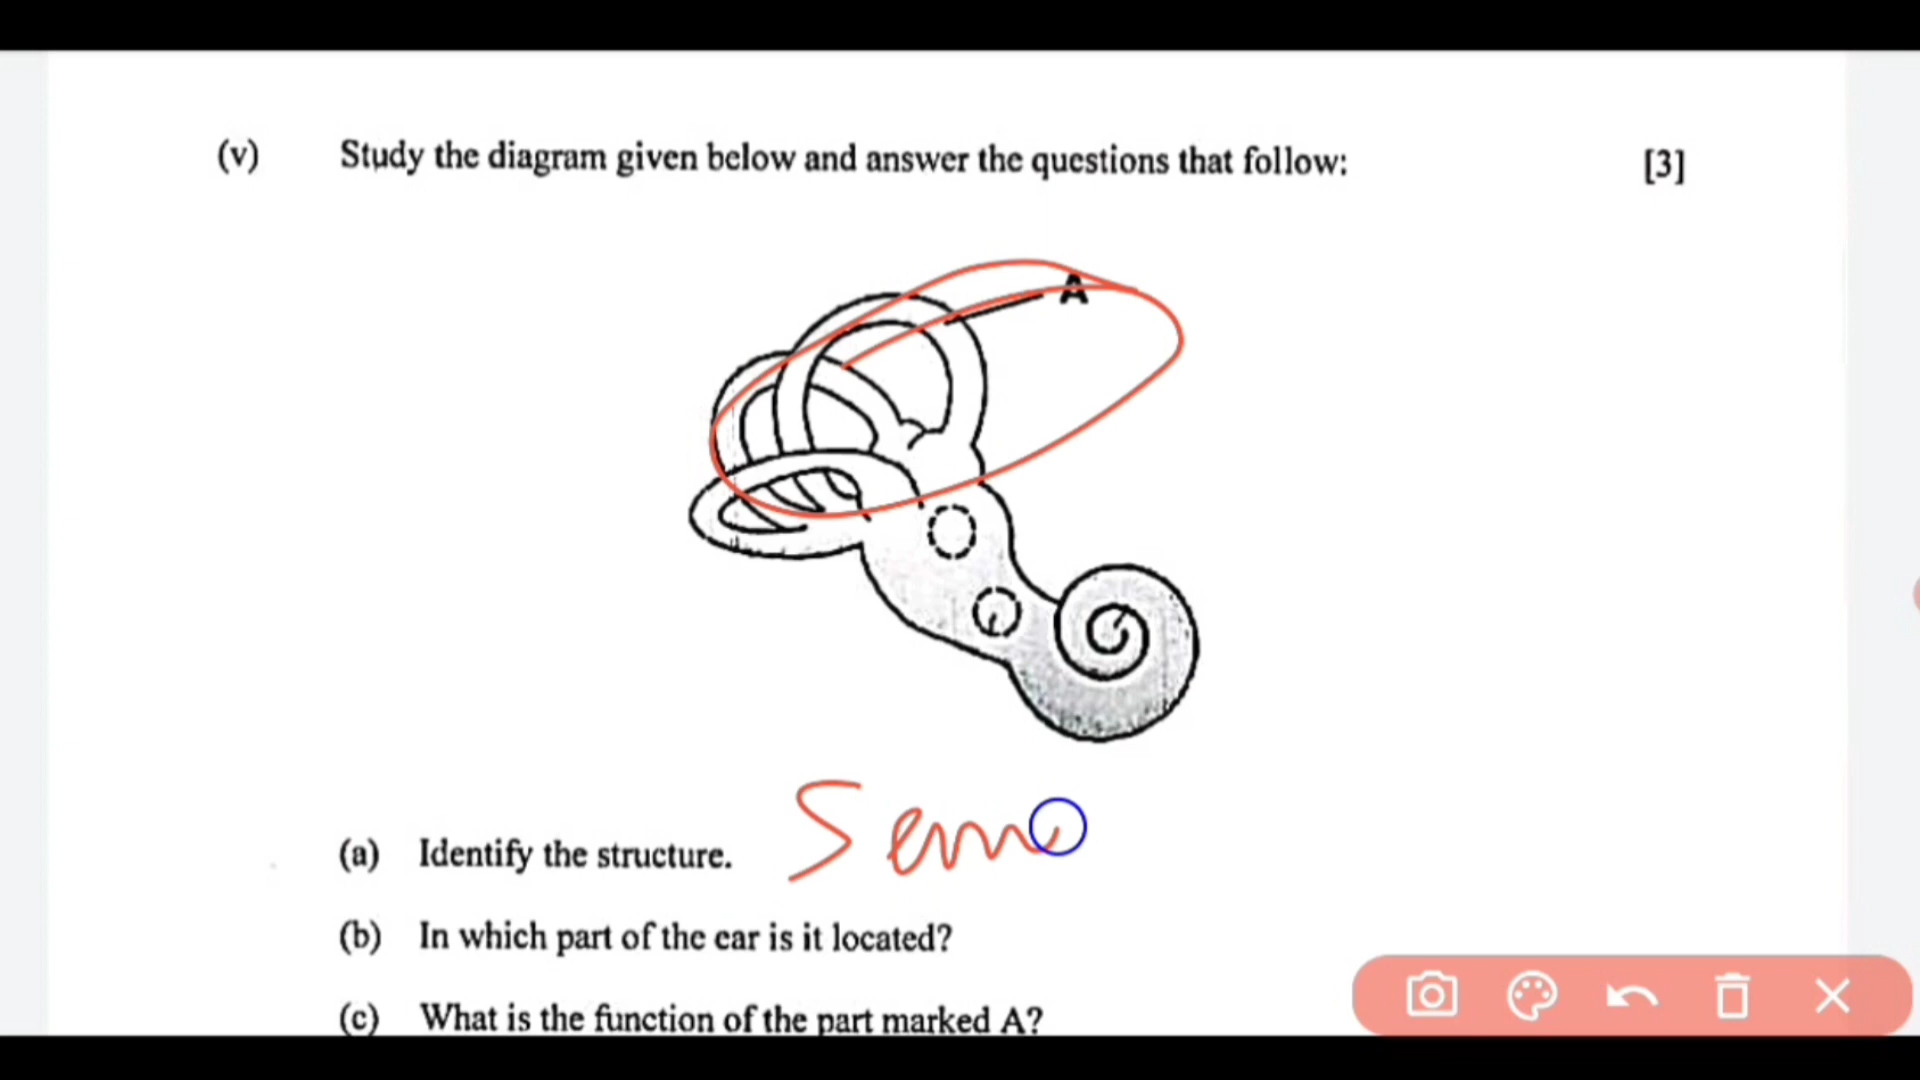 (v) Study the diagram given below and answer the questions that follow: [3]
A
Sem
(a) Identify the structure.
(b) In which part of the ear is it located?
(c) What is the function of the part marked A?